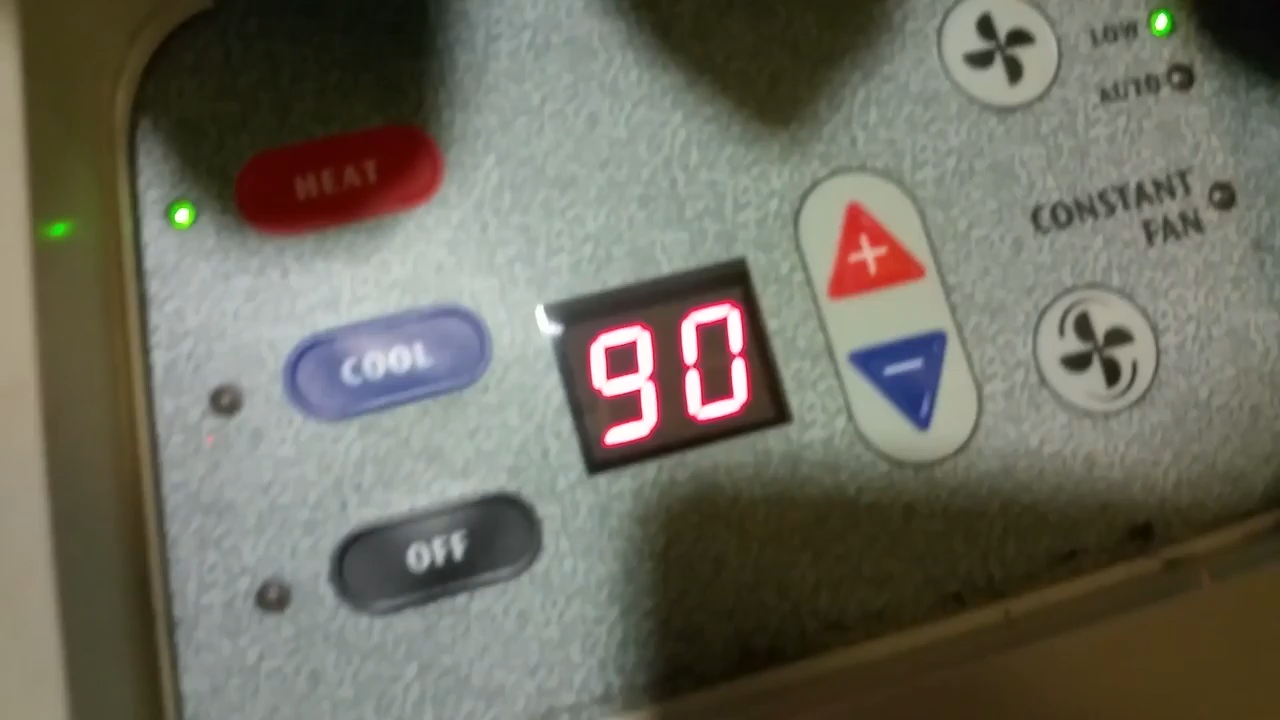 LOW
AUTO
HEAT
CONSTANT
FAN
COOL
90
+
-
OFF